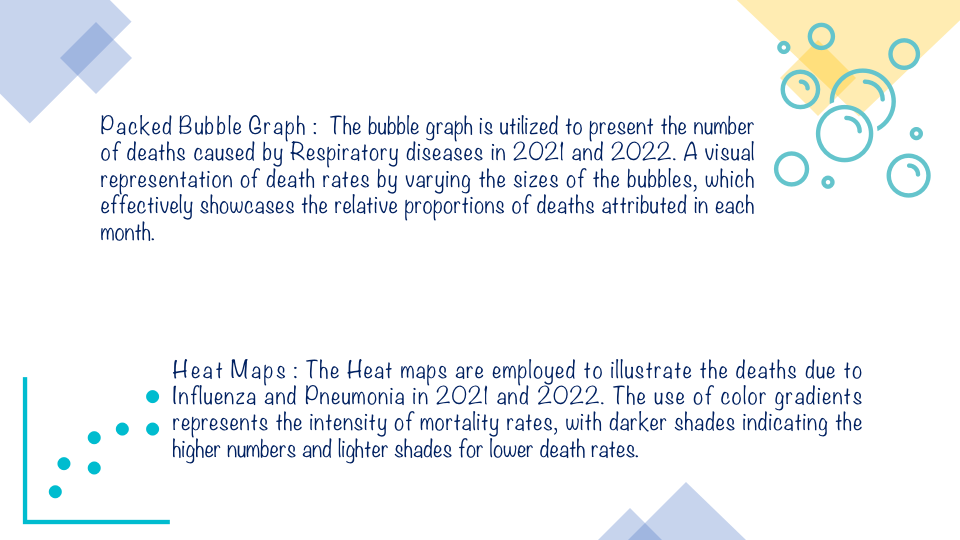 Packed Bubble Graph : The bubble graph is utilized to present the number
of deaths caused by Respiratory diseases in 2021 and 2022. A visual
representation of death rates by varying the sizes of the bubbles, which
effectively showcases the relative proportions of deaths attributed in each
month.
Heat Maps : The Heat maps are employed to illustrate the deaths due to
Influenza and Pneumonia in 2021 and 2022. The use of color gradients
represents the intensity of mortality rates, with darker shades indicating the
higher numbers and lighter shades for lower death rates.